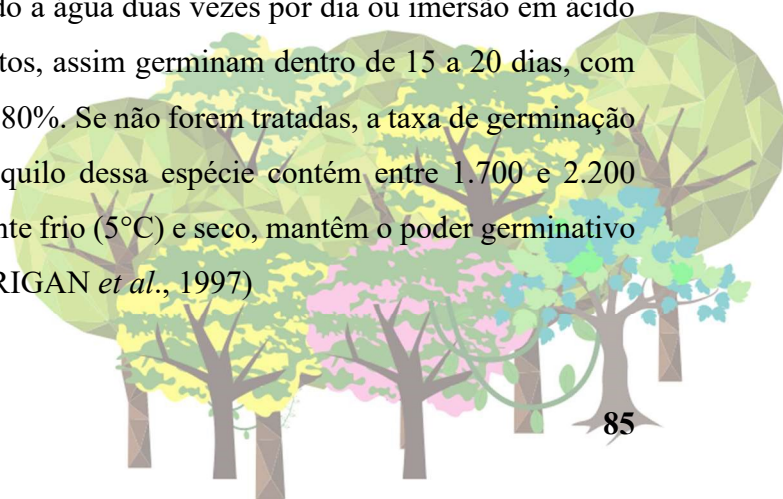 do a água duas vezes por dia ou imersão em ácido
tos, assim germinam dentro de 15 a 20 dias, com
80%. Se não forem tratadas, a taxa de germinação
quilo dessa espécie contém entre 1.700 e 2.200
nte frio (5°C) e seco, mantêm o poder germinativo
RIGAN et al., 1997)
85